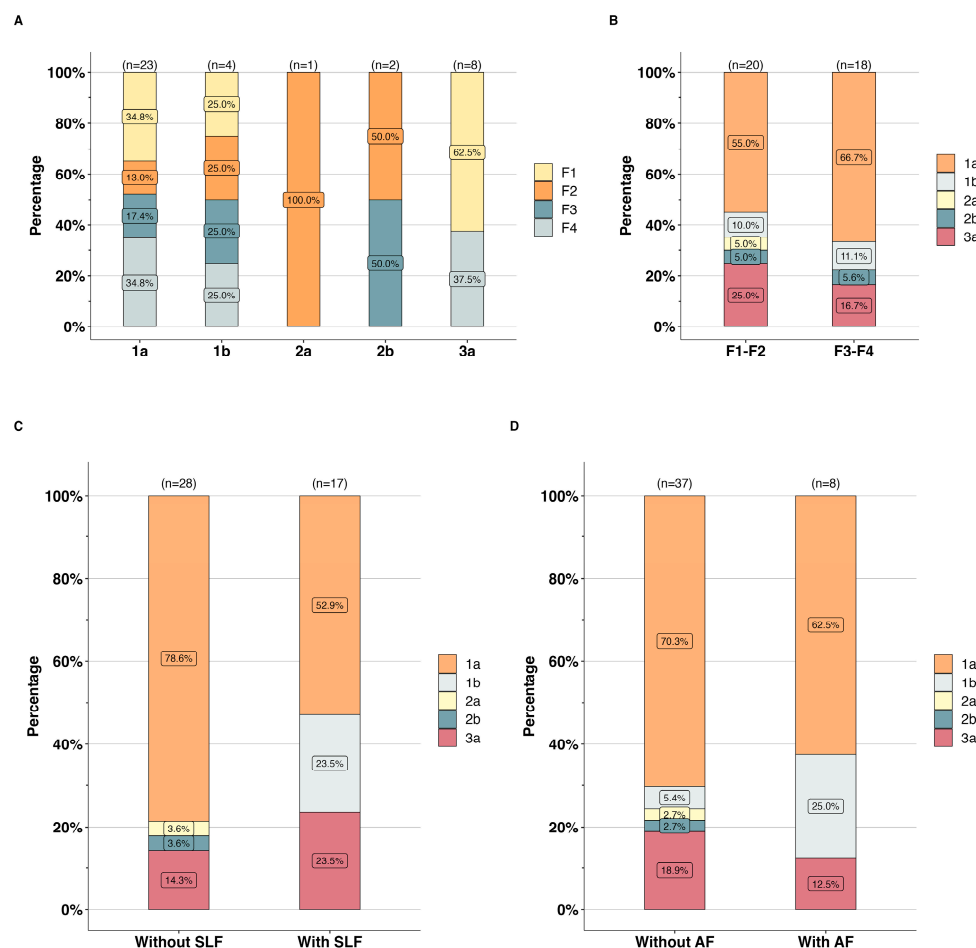 A
(n=23) (n=4) (n=1) (n=2) (n=8)
100%
80%
60%
40%
20%
0%
Percentage
34.8%
13.0%
17.4%
34.8%
25.0%
25.0%
25.0%
25.0%
100.0%
50.0%
50.0%
62.5%
37.5%
1a 1b 2a 2b 3a
F1
F2
F3
F4
B
(n=20) (n=18)
100%
80%
60%
40%
20%
0%
Percentage
55.0%
10.0%
5.0%
5.0%
25.0%
66.7%
11.1%
5.6%
16.7%
F1-F2 F3-F4
1a
1b
2a
2b
3a
C
(n=28) (n=17)
100%
80%
60%
40%
20%
0%
Percentage
78.6%
3.6%
3.6%
14.3%
52.9%
23.5%
23.5%
Without SLF With SLF
1a
1b
2a
2b
3a
D
(n=37) (n=8)
100%
80%
60%
40%
20%
0%
Percentage
70.3%
5.4%
2.7%
2.7%
18.9%
62.5%
25.0%
12.5%
Without AF With AF
1a
1b
2a
2b
3a